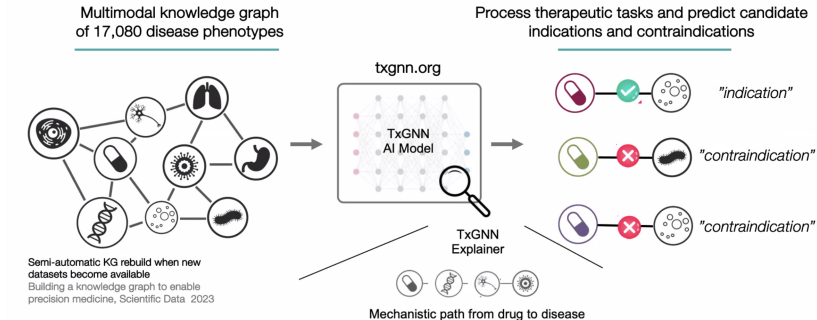 Multimodal knowledge graph
of 17,080 disease phenotypes
Process therapeutic tasks and predict candidate
indications and contraindications
txgnn.org
TxGNN
AI Model
"indication"
"contraindication"
"contraindication"
TxGNN
Explainer
Semi-automatic KG rebuild when new
datasets become available
Building a knowledge graph to enable
precision medicine, Scientific Data 2023
Mechanistic path from drug to disease